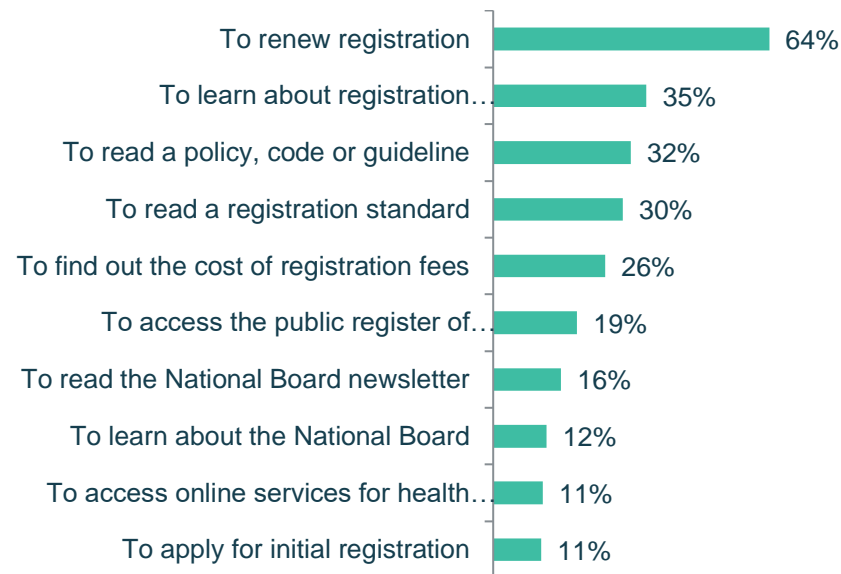 To renew registration 64%
To learn about registration… 35%
To read a policy, code or guideline 32%
To read a registration standard 30%
To find out the cost of registration fees 26%
To access the public register of… 19%
To read the National Board newsletter 16%
To learn about the National Board 12%
To access online services for health… 11%
To apply for initial registration 11%